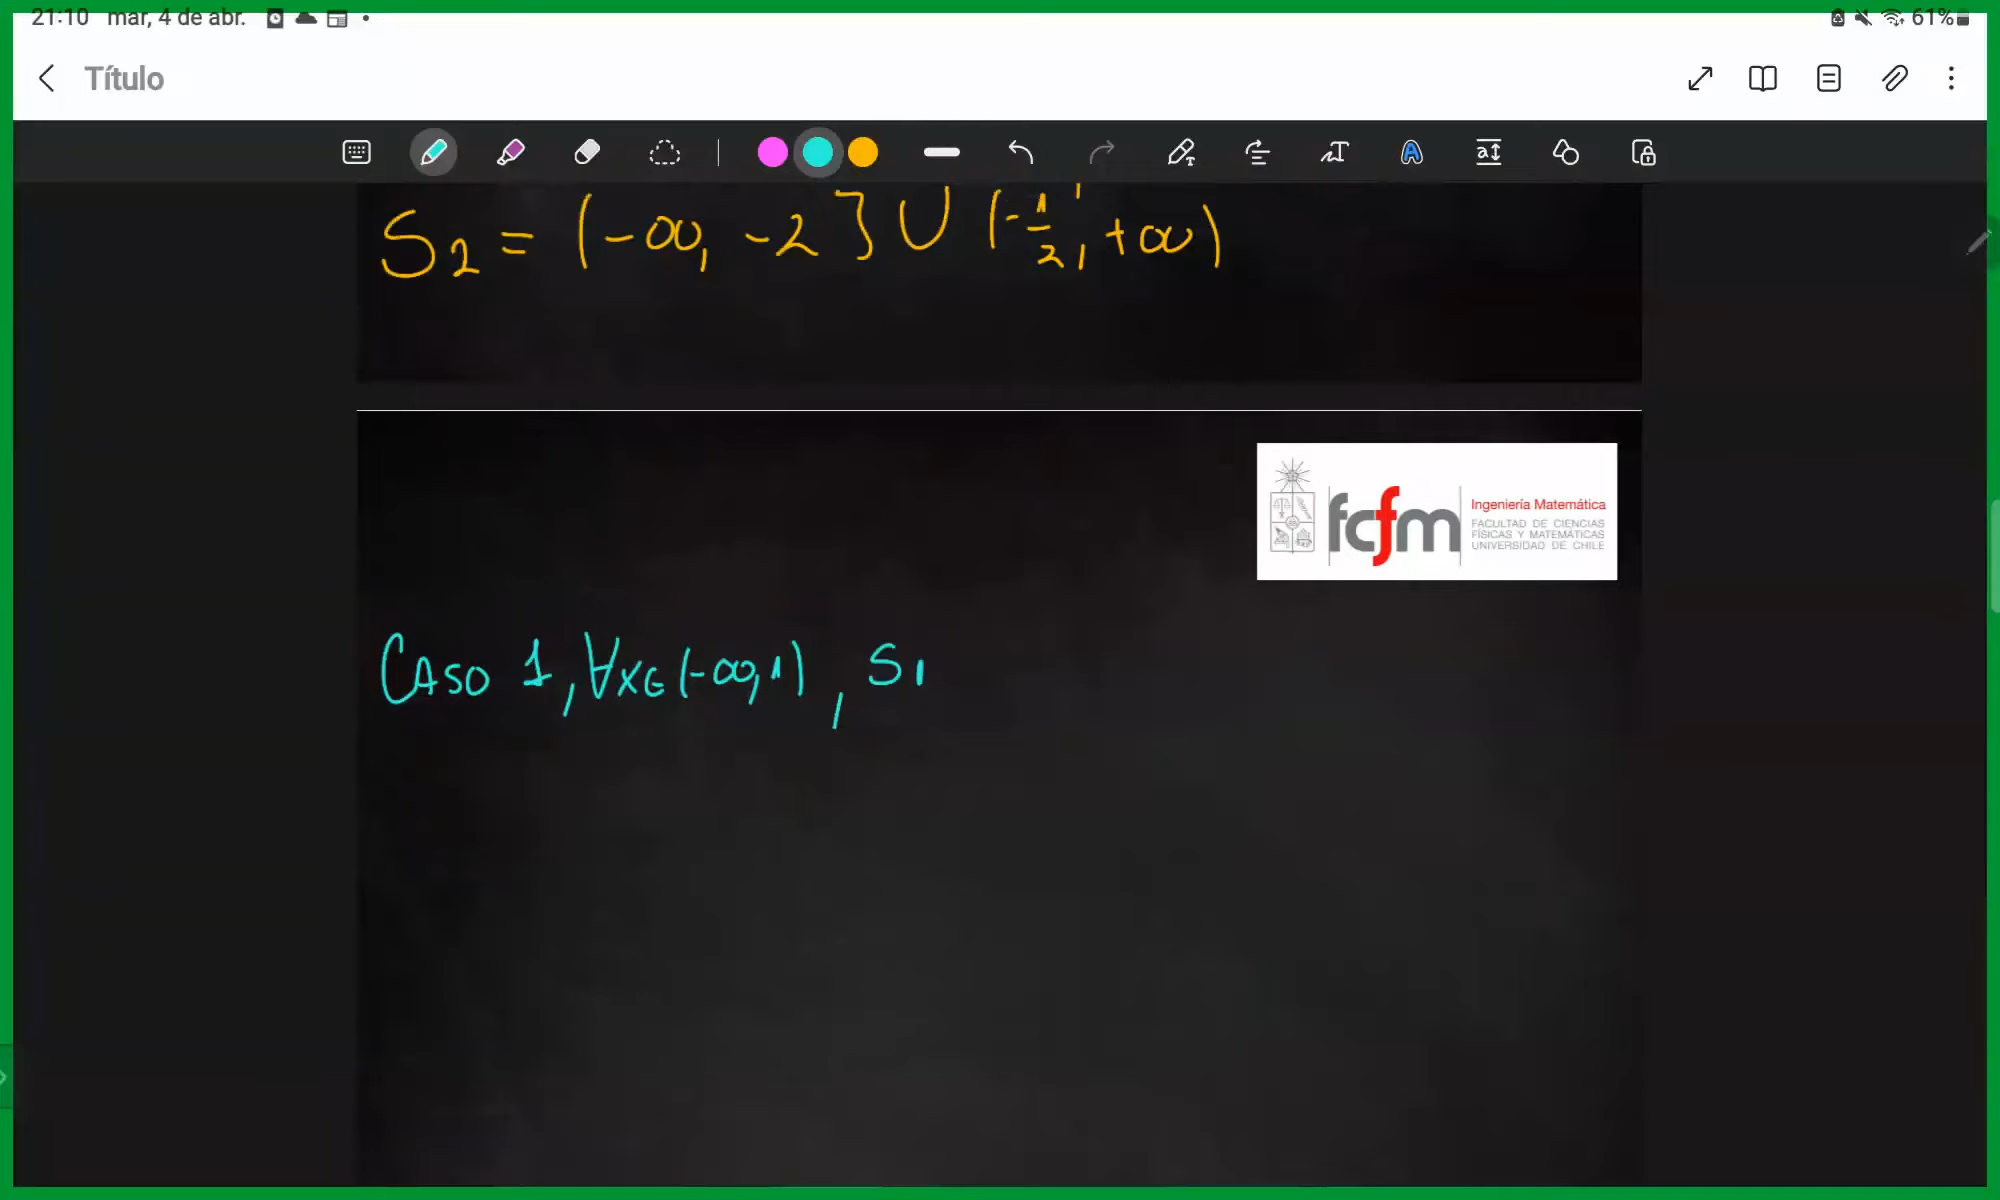 21:10 mar, 4 de abr. 61%
Título
S₂ = (-∞, -2] ∪ (-1/2, +∞)
fcfm
Ingeniería Matemática
FACULTAD DE CIENCIAS
FÍSICAS Y MATEMÁTICAS
UNIVERSIDAD DE CHILE
CASO 1, ∀x∈(-∞,1), S₁